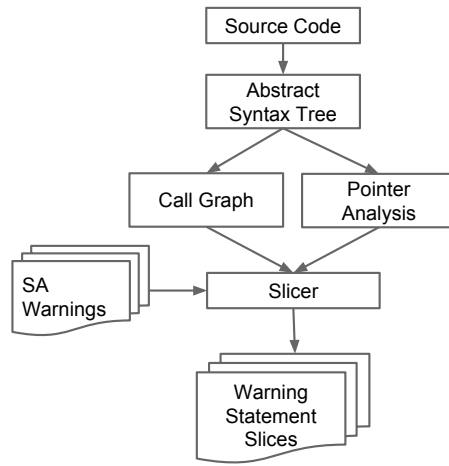 Source Code
Abstract
Syntax Tree
Call Graph
Pointer
Analysis
SA
Warnings
Slicer
Warning
Statement
Slices